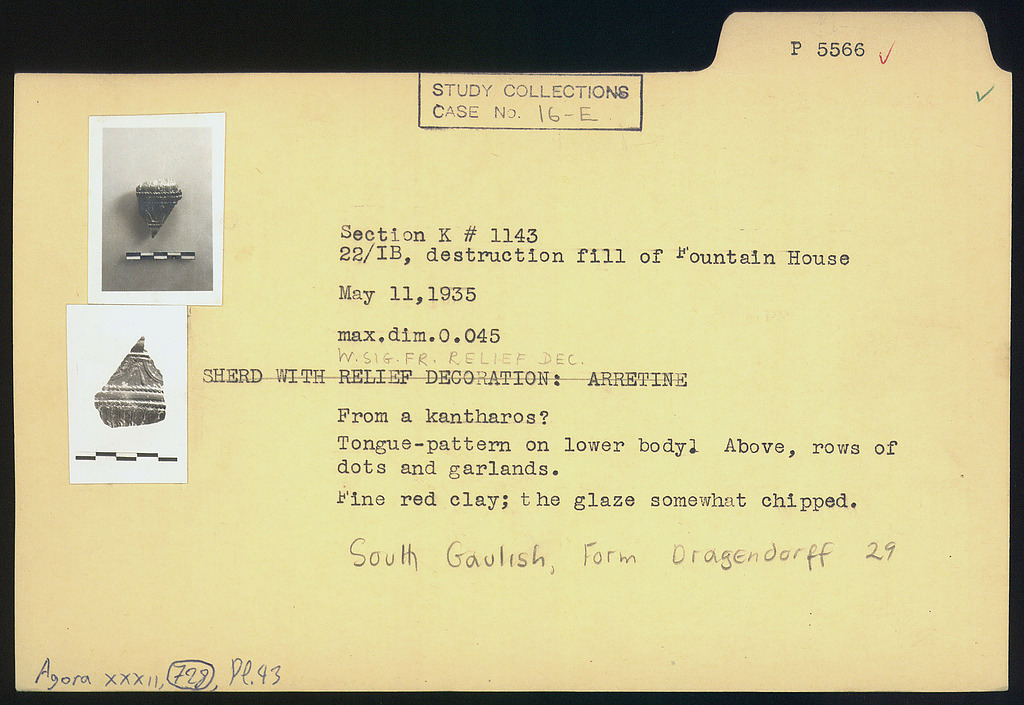 P 5566 ✓
STUDY COLLECTIONS
CASE No. 16-E
Section K # 1143
22/IB, destruction fill of Fountain House
May 11,1935
max.dim.0.045
W.SIG.FR. RELIEF DEC.
SHERD WITH RELIEF DECORATION: ARRETINE
From a kantharos?
Tongue-pattern on lower body. Above, rows of
dots and garlands.
Fine red clay; the glaze somewhat chipped.
South Gaulish, Form Dragendorff 29
Agora XXXII, 728, Pl.43